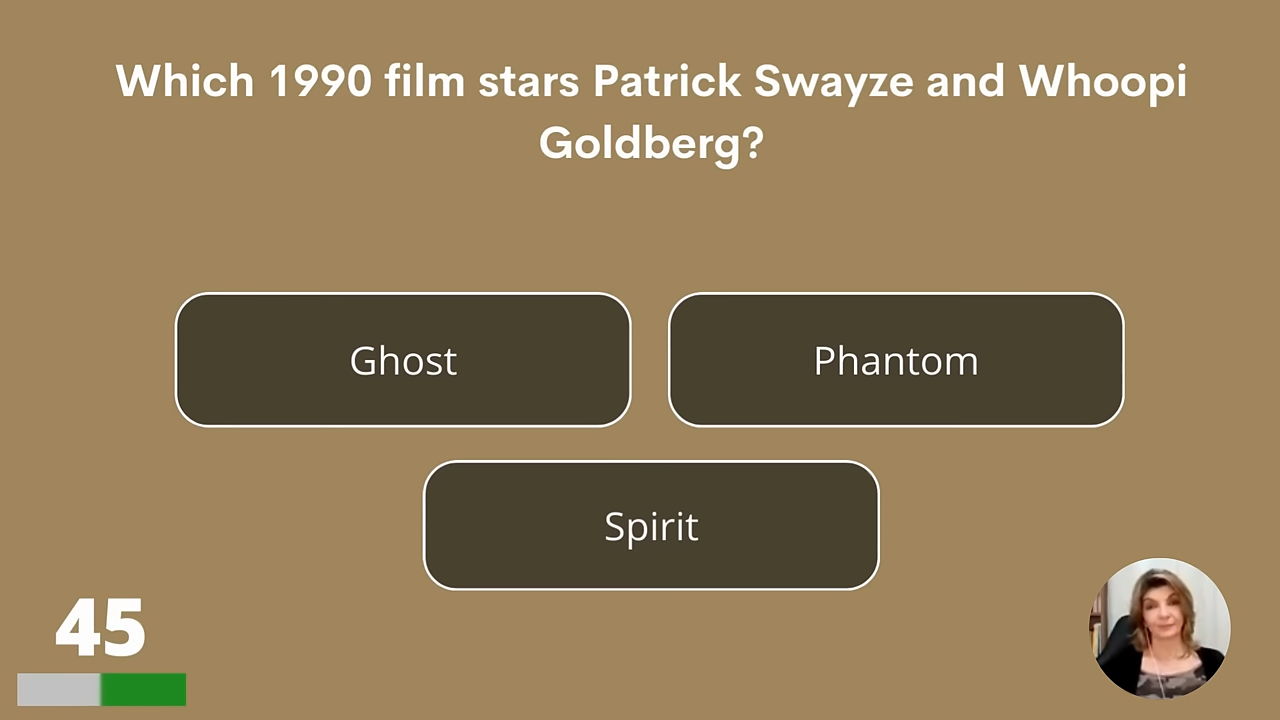 Which 1990 film stars Patrick Swayze and Whoopi
Goldberg?
Ghost
Phantom
Spirit
45